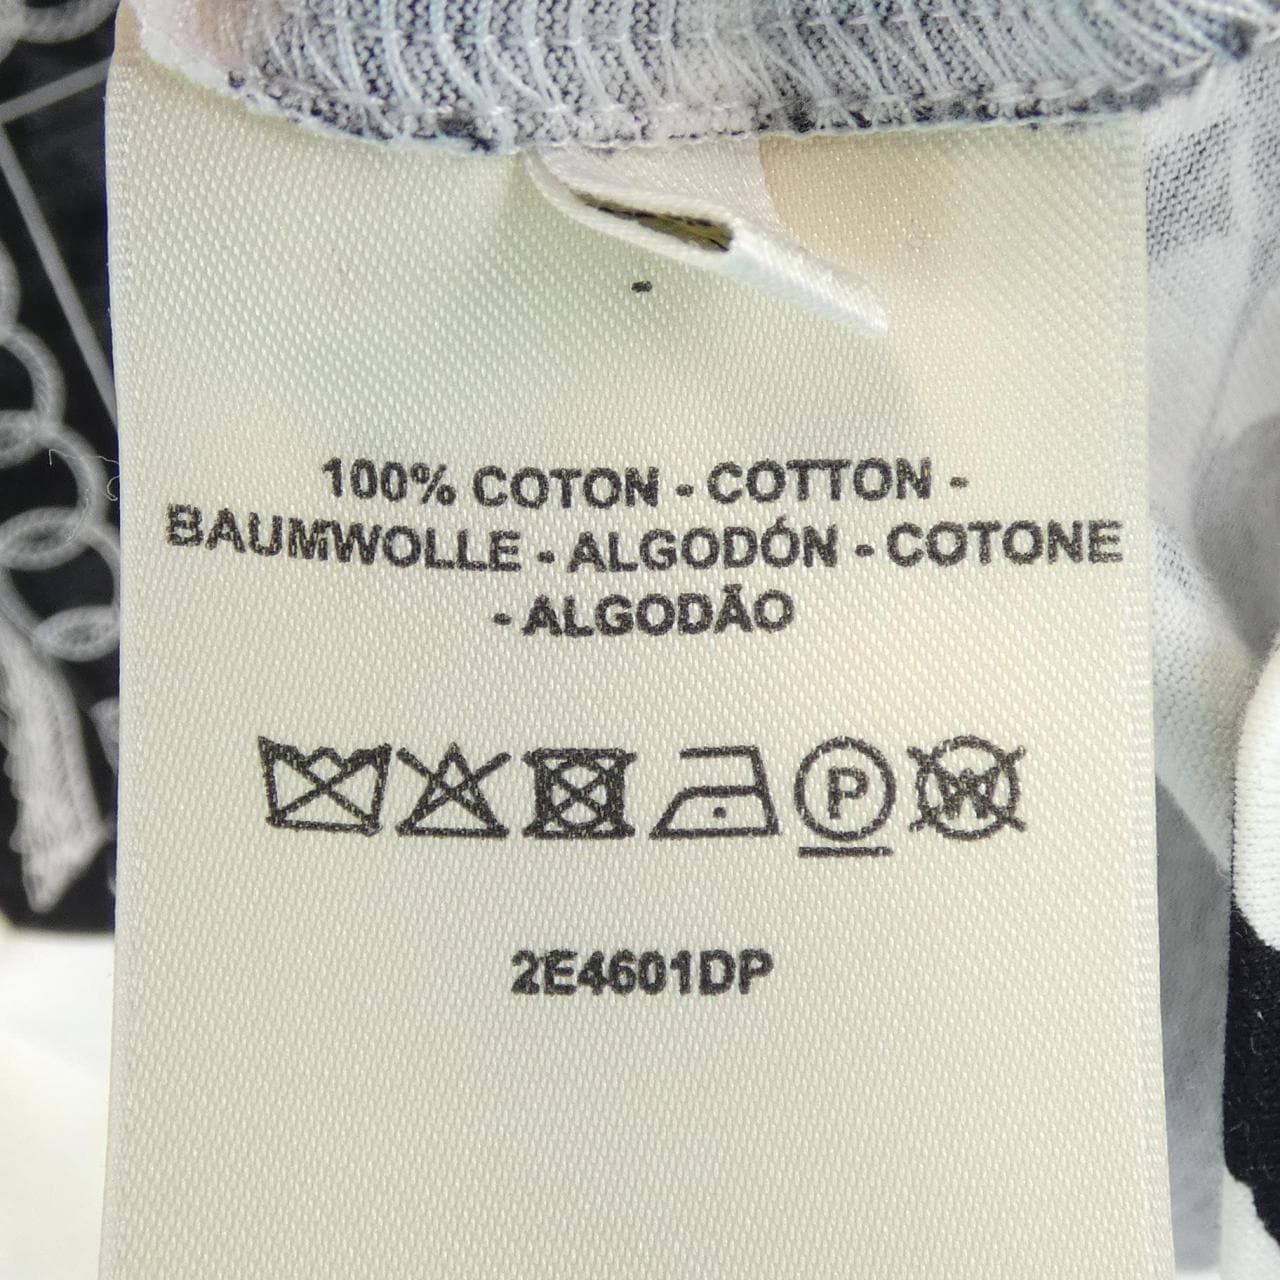 100% COTON - COTTON -
BAUMWOLLE - ALGODÓN - COTONE
- ALGODÃO
P W
2E4601DP